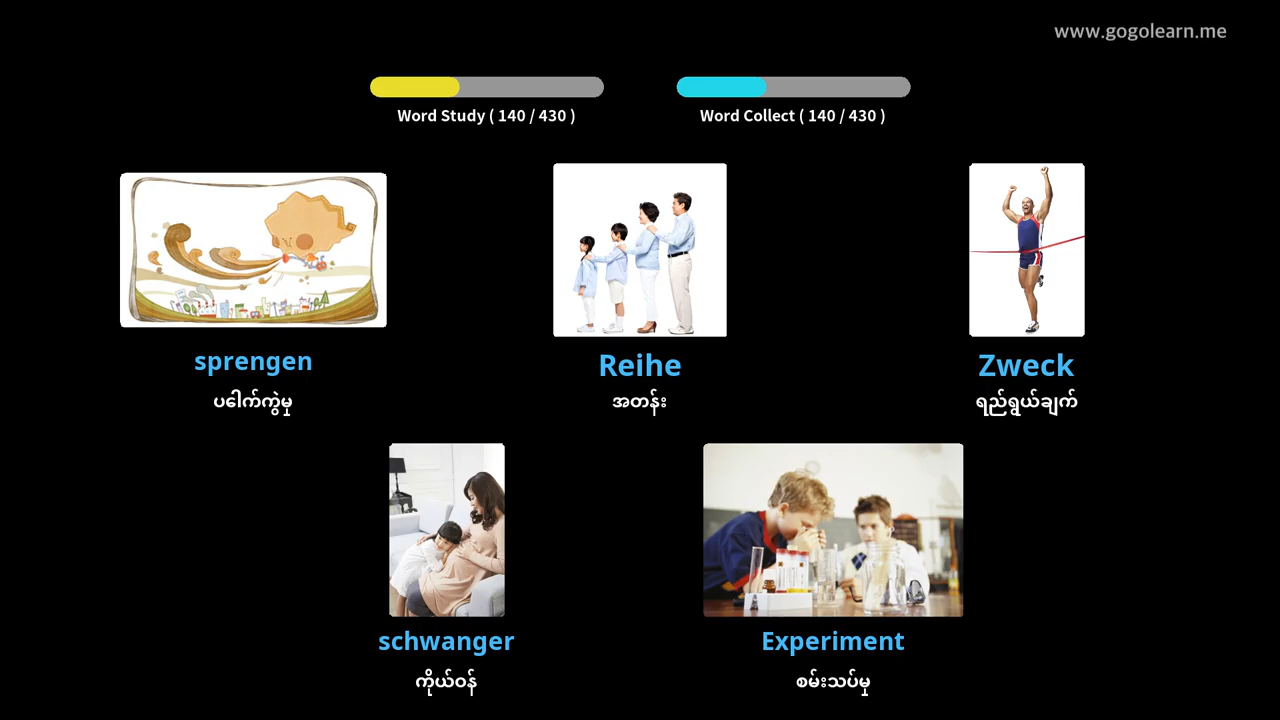 www.gogolearn.me
Word Study ( 140 / 430 )
Word Collect ( 140 / 430 )
sprengen
ပေါက်ကွဲမှု
Reihe
အတန်း
Zweck
ရည်ရွယ်ချက်
schwanger
ကိုယ်ဝန်
Experiment
စမ်းသပ်မှု